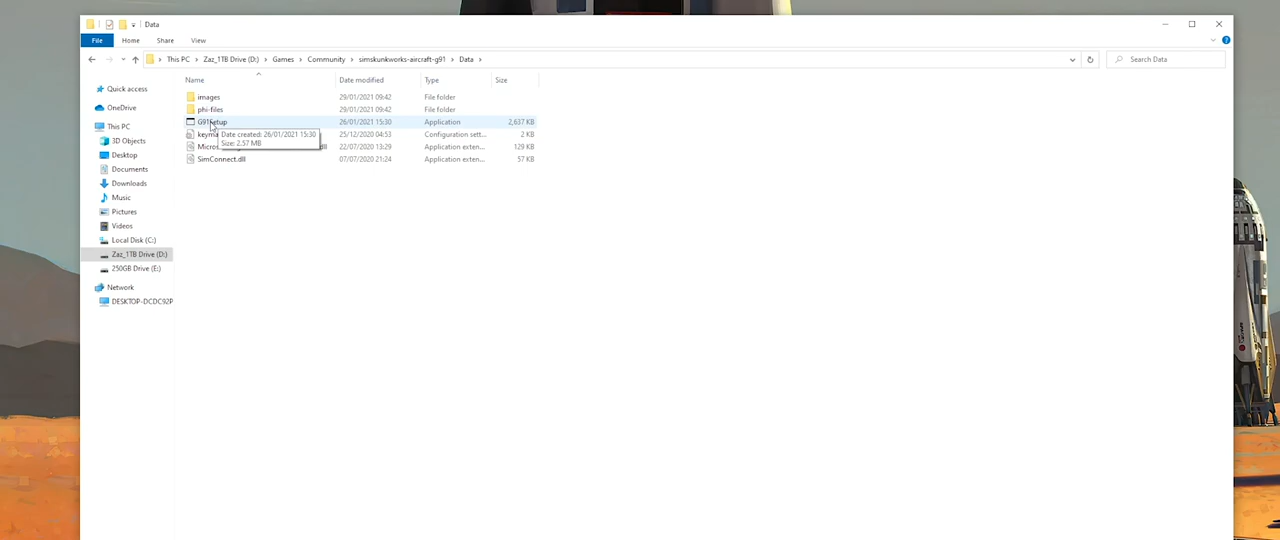 Data
File Home Share View
This PC > Zaz_1TB Drive (D:) > Games > Community > simskunkworks-aircraft-g91 > Data >
Search Data
Name Date modified Type Size
Quick access
OneDrive
This PC
3D Objects
Desktop
Documents
Downloads
Music
Pictures
Videos
Local Disk (C:)
Zaz_1TB Drive (D:)
250GB Drive (E:)
Network
DESKTOP-DCDC92P
images 29/01/2021 09:42 File folder
phi-files 29/01/2021 09:42 File folder
G91Setup 26/01/2021 15:30 Application 2,637 KB
25/12/2020 04:53 Configuration sett... 2 KB
22/07/2020 13:29 Application exten... 129 KB
SimConnect.dll 07/07/2020 21:24 Application exten... 57 KB
Date created: 26/01/2021 15:30
Size: 2.57 MB